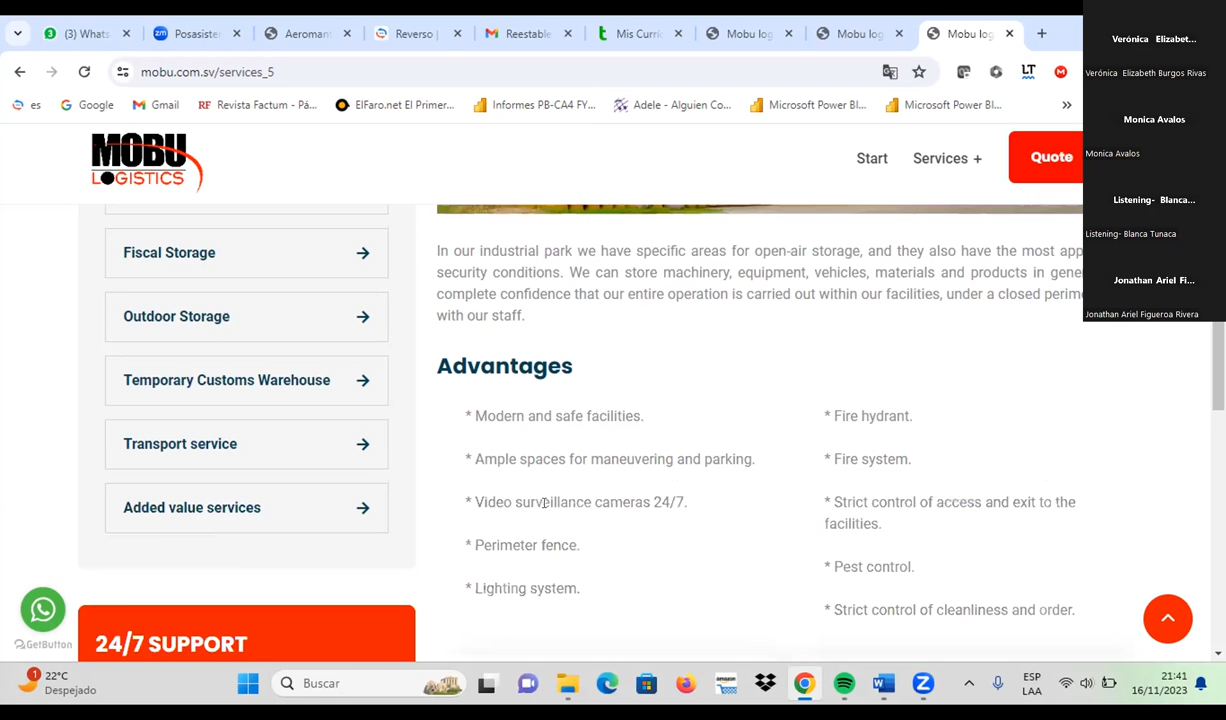 (3) Whats
Posasister
Aeromant
Reverso |
Reestable
Mis Currí
Mobu log
Mobu log
Mobu log
mobu.com.sv/services_5
es
Google
Gmail
Revista Factum - Pá...
ElFaro.net El Primer...
Informes PB-CA4 FY...
Adele - Alguien Co...
Microsoft Power BI...
Microsoft Power BI...
»
Verónica Elizabet...
Verónica Elizabeth Burgos Rivas
Monica Avalos
Monica Avalos
Listening- Blanca...
Listening- Blanca Tunaca
Jonathan Ariel Fi...
Jonathan Ariel Figueroa Rivera
MOBU
LOGISTICS
Start
Services +
Quote
Fiscal Storage
Outdoor Storage
Temporary Customs Warehouse
Transport service
Added value services
24/7 SUPPORT
In our industrial park we have specific areas for open-air storage, and they also have the most app
security conditions. We can store machinery, equipment, vehicles, materials and products in gene
complete confidence that our entire operation is carried out within our facilities, under a closed perime
with our staff.
Advantages
* Modern and safe facilities.
* Ample spaces for maneuvering and parking.
* Video surveillance cameras 24/7.
* Perimeter fence.
* Lighting system.
* Fire hydrant.
* Fire system.
* Strict control of access and exit to the
facilities.
* Pest control.
* Strict control of cleanliness and order.
GetButton
1
22°C
Despejado
Buscar
ESP
LAA
21:41
16/11/2023